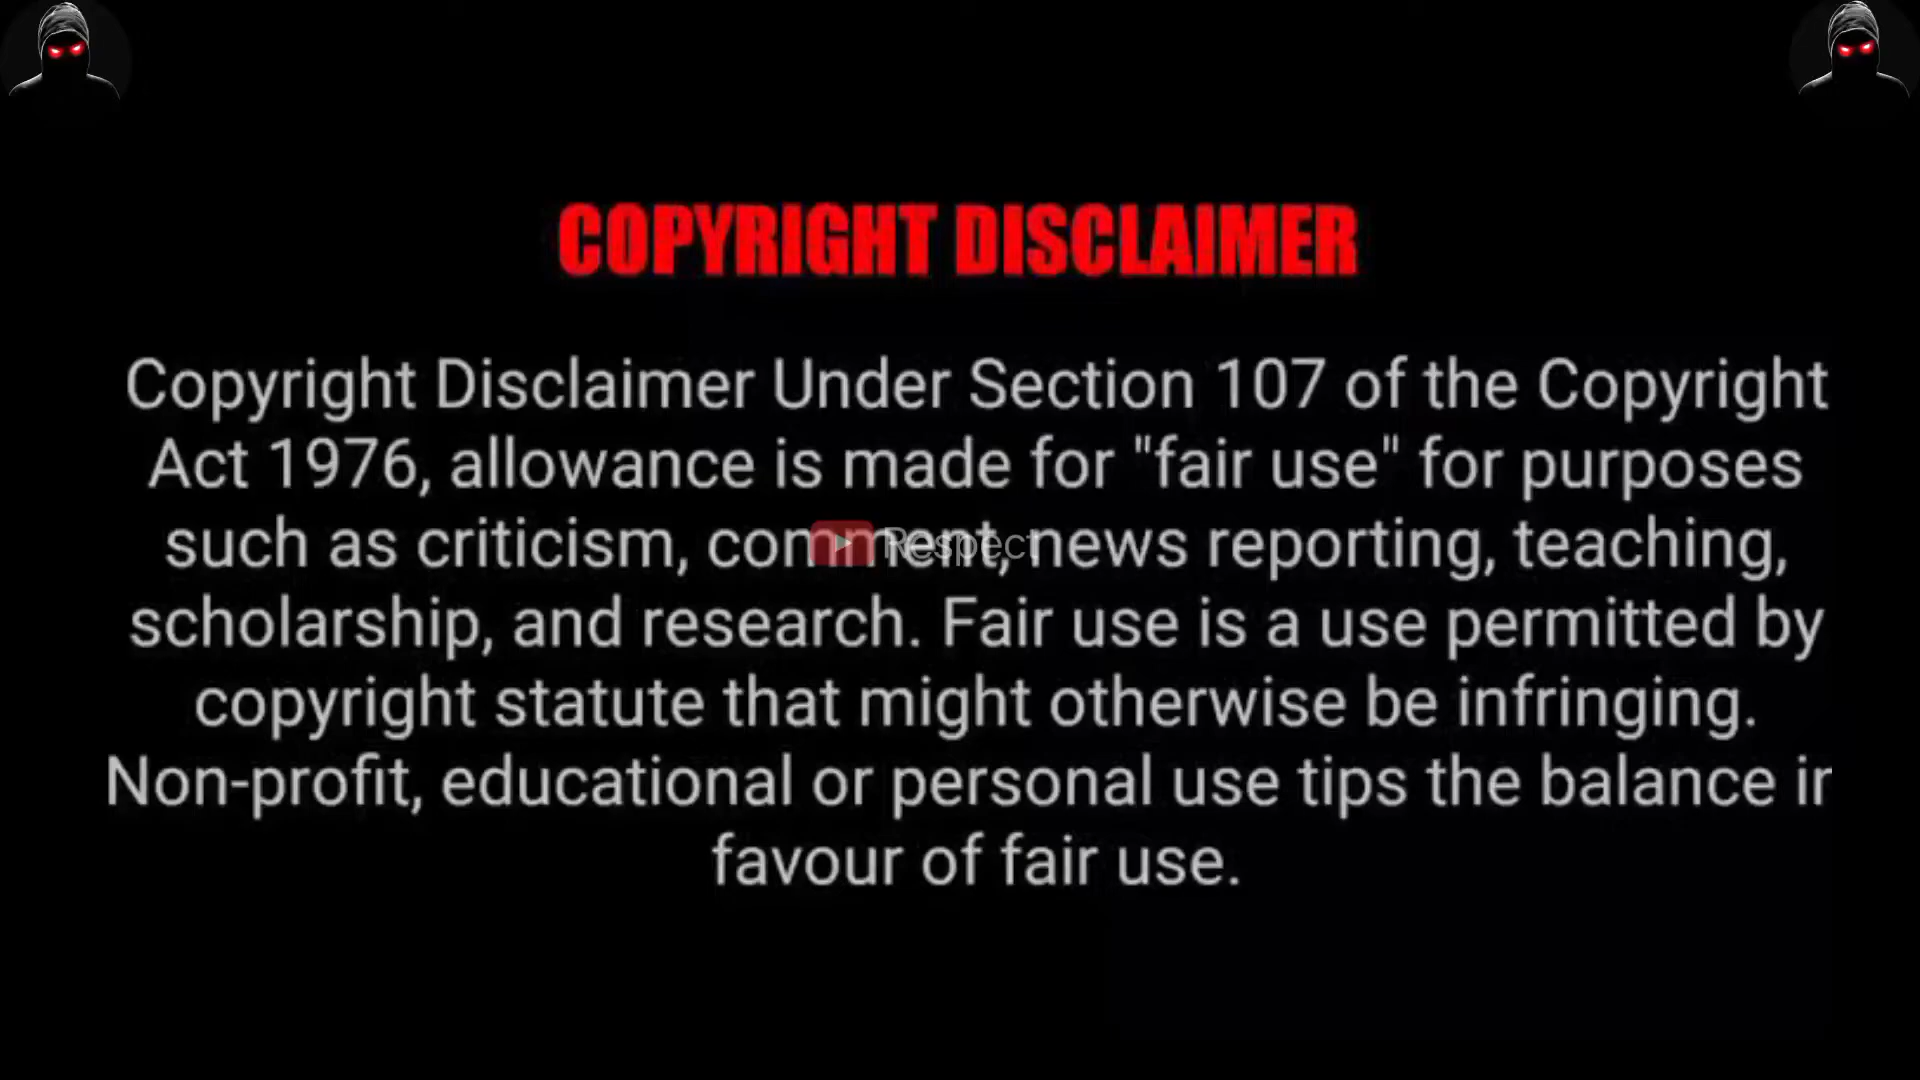 COPYRIGHT DISCLAIMER
Copyright Disclaimer Under Section 107 of the Copyright
Act 1976, allowance is made for "fair use" for purposes
such as criticism, comment, news reporting, teaching,
scholarship, and research. Fair use is a use permitted by
copyright statute that might otherwise be infringing.
Non-profit, educational or personal use tips the balance in
favour of fair use.
Respect